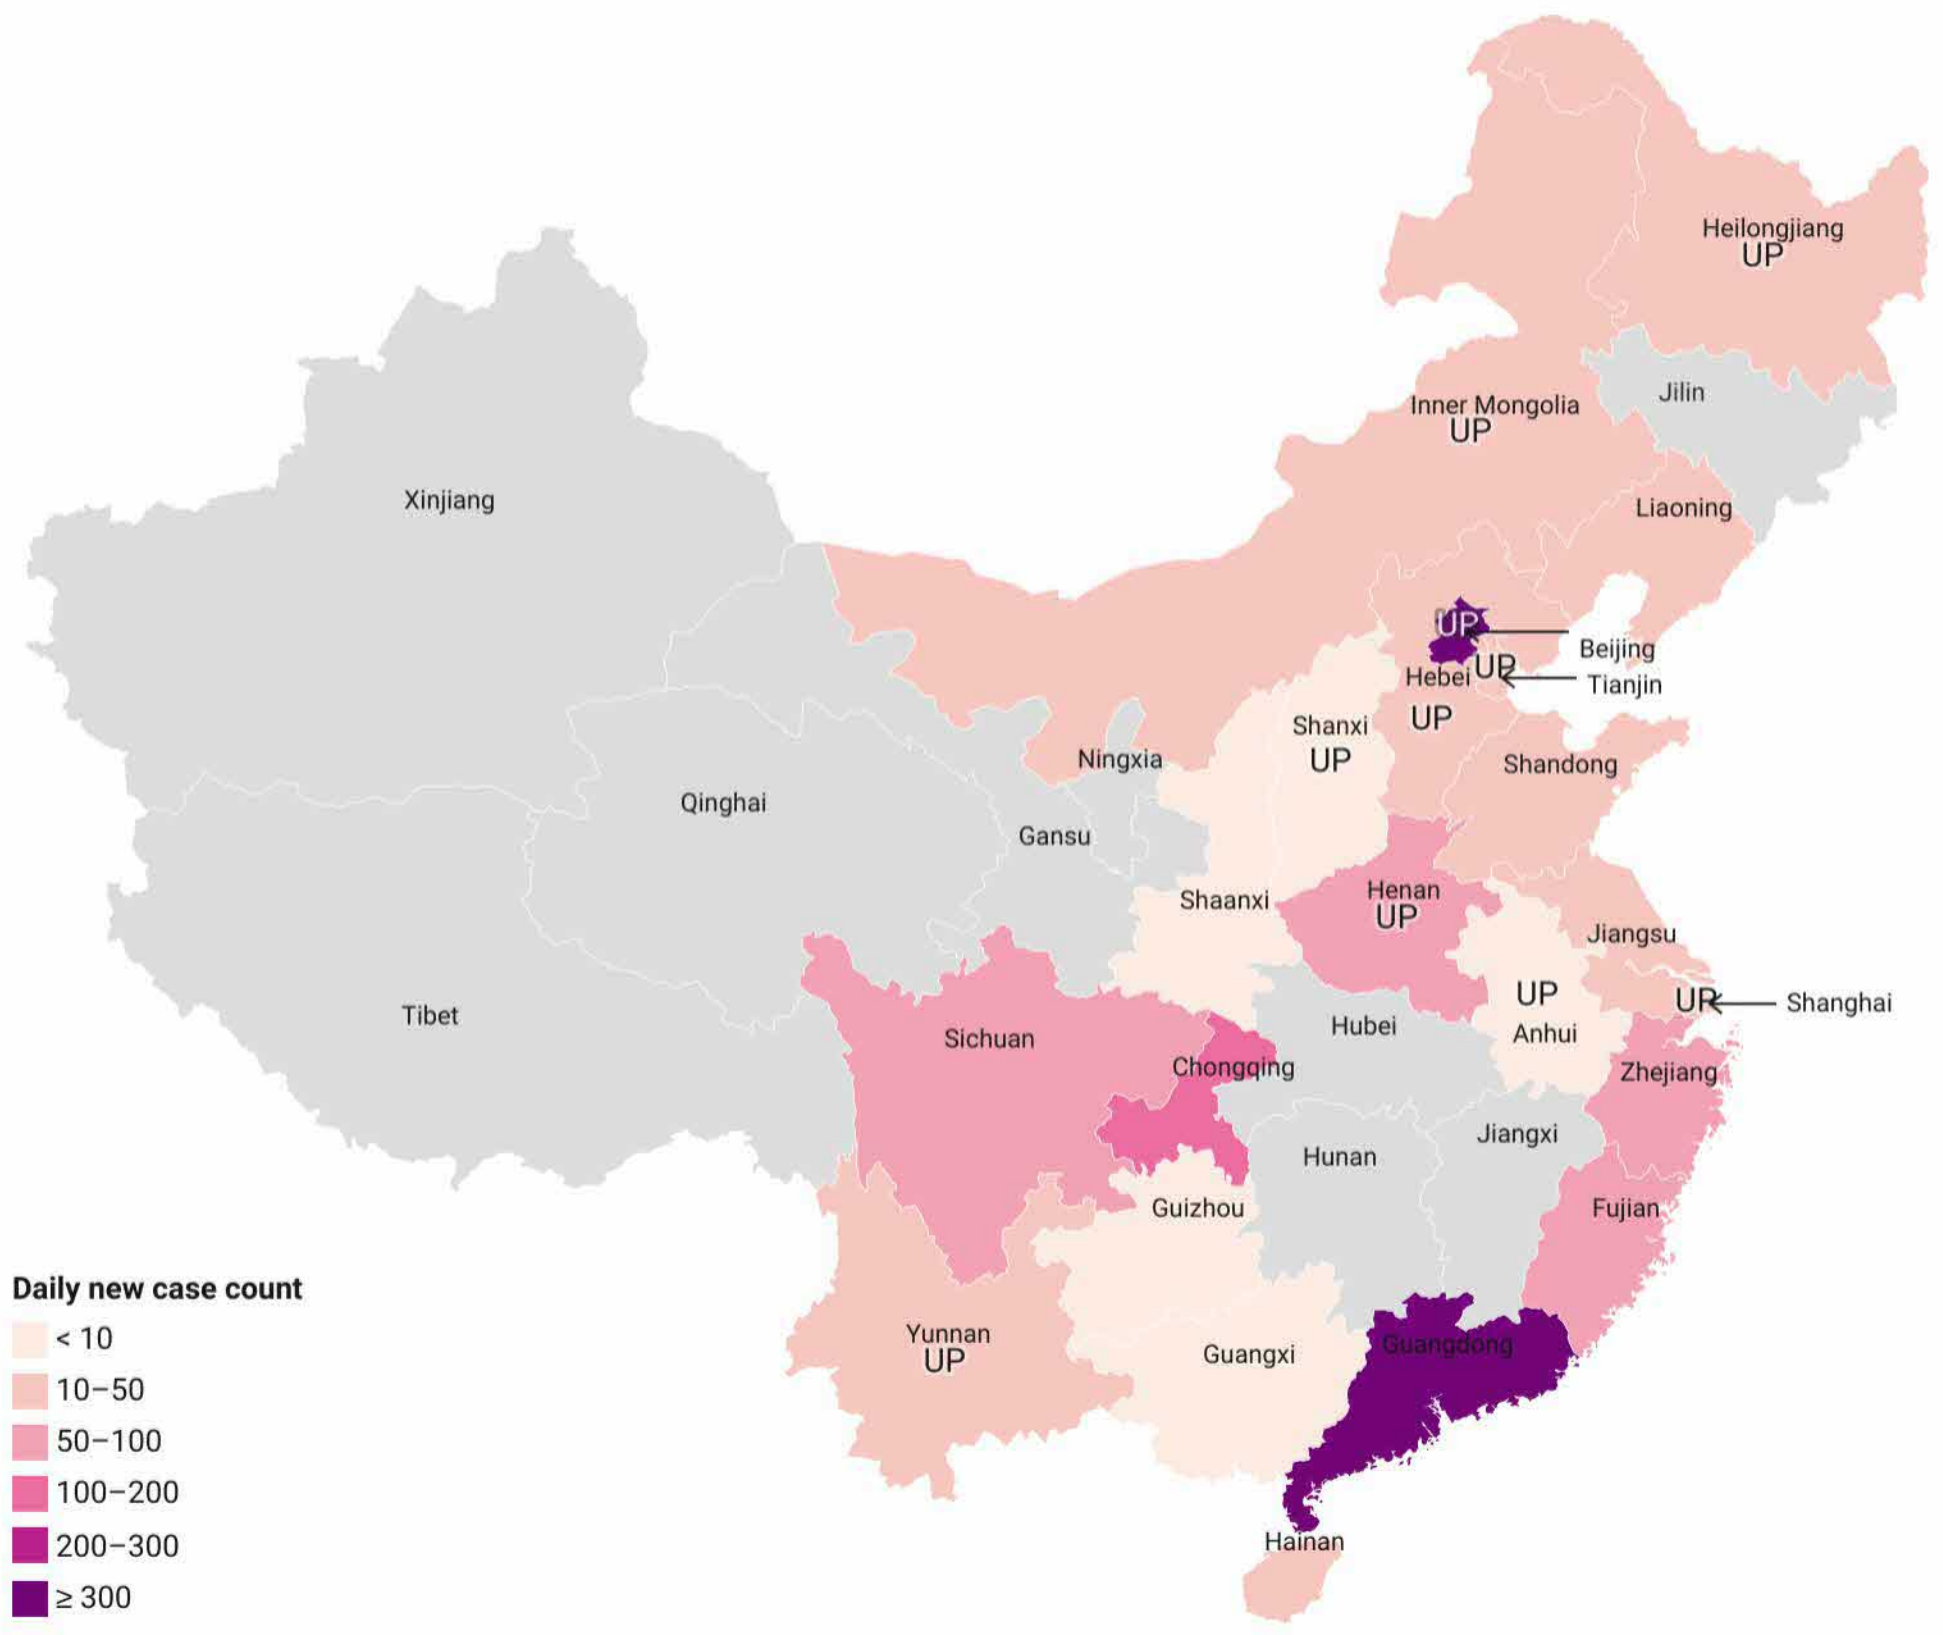 Heilongjiang
UP
Jilin
Inner Mongolia
UP
Liaoning
Xinjiang
UP
Beijing
UP
Hebei
Tianjin
UP
Shanxi
UP
Ningxia
Shandong
Qinghai
Gansu
Henan
UP
Shaanxi
Jiangsu
UP
UP
Shanghai
Tibet
Hubei
Anhui
Sichuan
Chongqing
Zhejiang
Jiangxi
Hunan
Guizhou
Fujian
Yunnan
UP
Guangxi
Guangdong
Hainan
Daily new case count
< 10
10–50
50–100
100–200
200–300
≥ 300